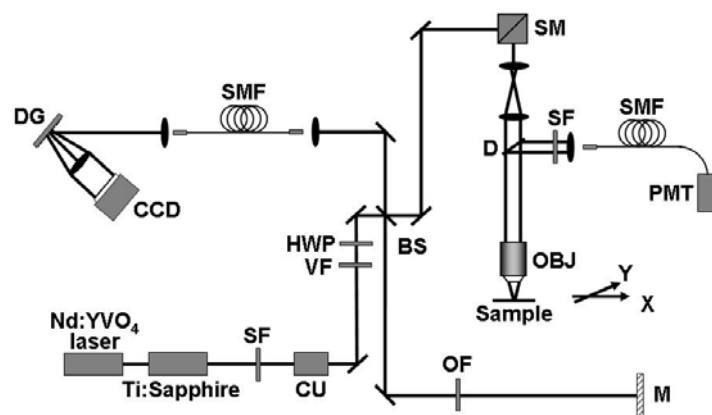 SM
SMF
SF
SMF
DG
D
CCD
PMT
HWP
BS
VF
OBJ
Y
X
Sample
Nd:YVO₄
laser
SF
Ti:Sapphire
CU
OF
M